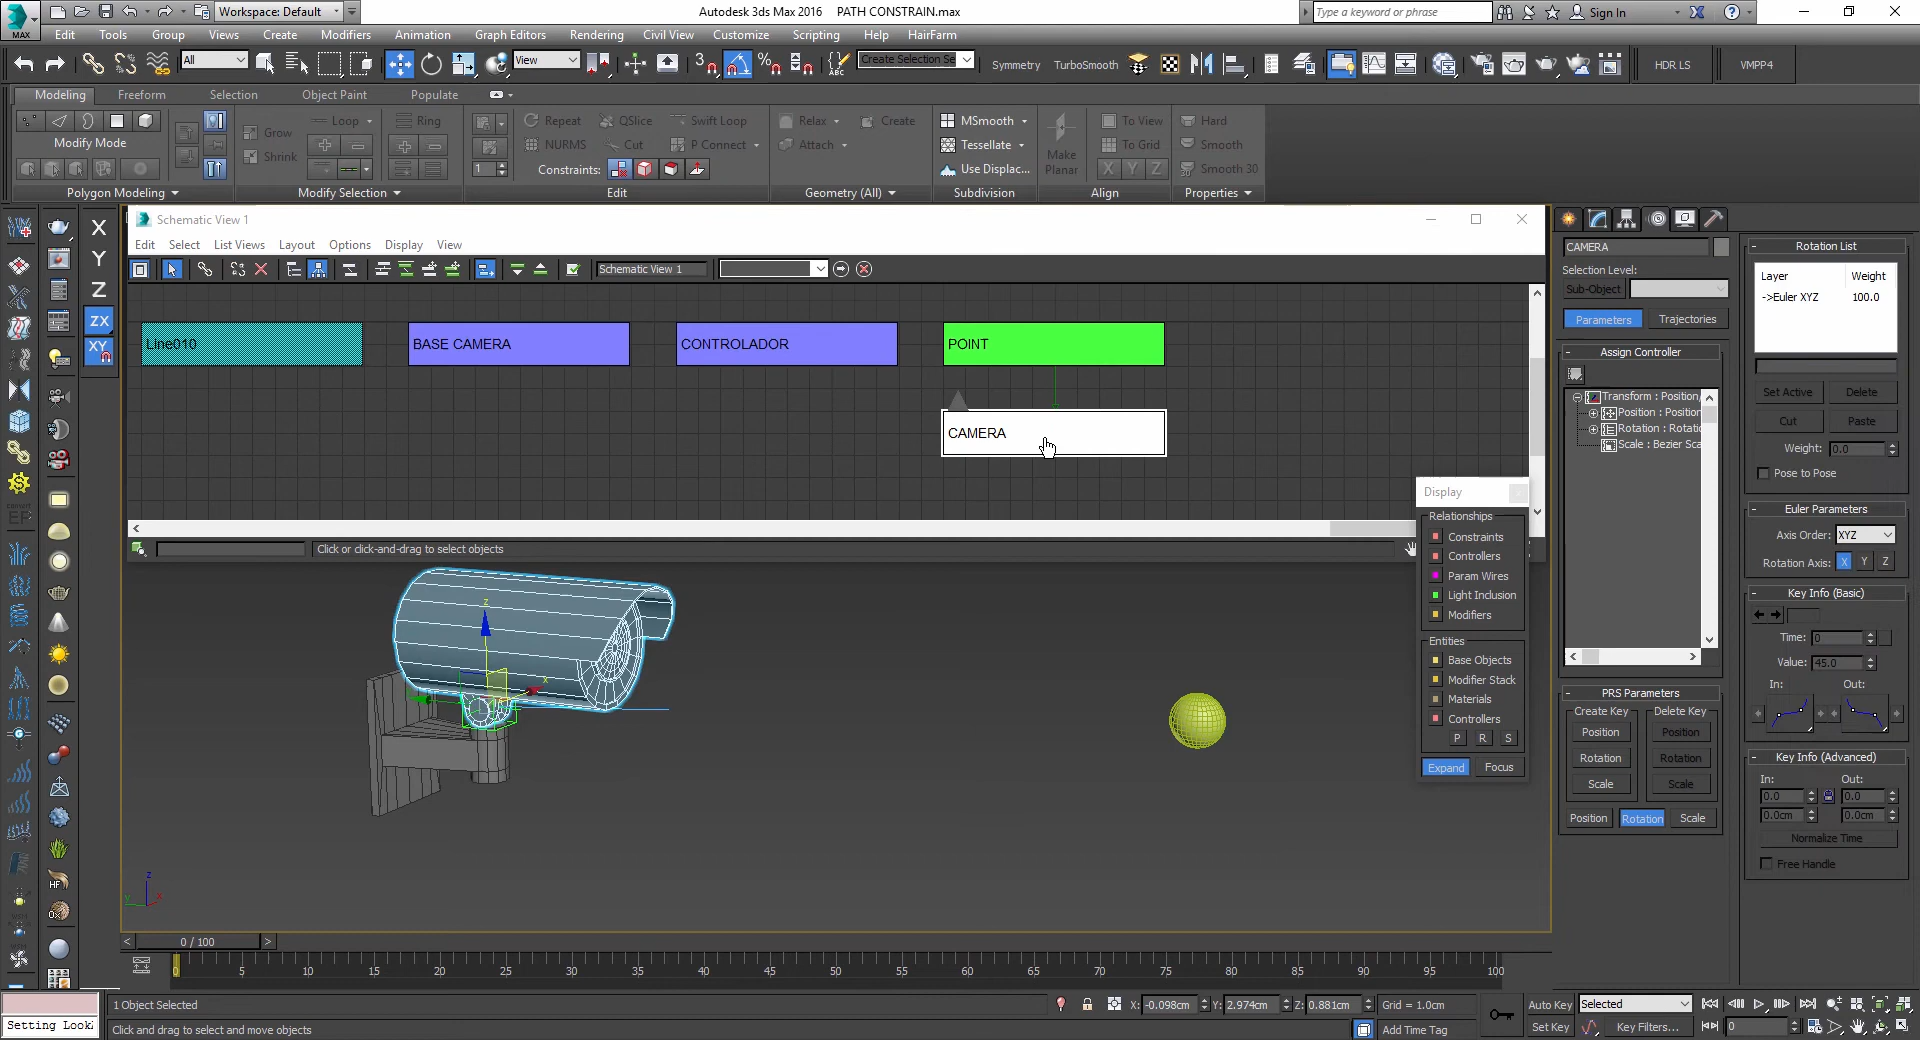 MAX
Workspace: Default
Autodesk 3ds Max 2016 PATH CONSTRAIN.max
Type a keyword or phrase
Sign In
Edit Tools Group Views Create Modifiers Animation Graph Editors Rendering Civil View Customize Scripting Help HairFarm
All
View
Create Selection Se
Symmetry TurboSmooth
HDR LS
VMPP4
Modeling Freeform Selection Object Paint Populate
Modify Mode
Polygon Modeling
Loop Ring
Grow
Shrink
Modify Selection
Repeat QSlice Swift Loop
NURMS Cut P Connect
1
Constraints:
Edit
Relax Create
Attach
Geometry (All)
MSmooth
Tessellate
Use Displac...
Subdivision
Make Planar
To View
To Grid
X Y Z
Align
Hard
Smooth
Smooth 30
Properties
X
Y
Z
ZX
XY
Schematic View 1
Edit Select List Views Layout Options Display View
Schematic View 1
Line010
BASE CAMERA
CONTROLADOR
POINT
CAMERA
Click or click-and-drag to select objects
Display
Relationships
Constraints
Controllers
Param Wires
Light Inclusion
Modifiers
Entities
Base Objects
Modifier Stack
Materials
Controllers
P R S
Expand Focus
CAMERA
Selection Level:
Sub-Object
Parameters Trajectories
Assign Controller
Transform : Position/
Position : Position
Rotation : Rotatio
Scale : Bezier Sca
PRS Parameters
Create Key Delete Key
Position Position
Rotation Rotation
Scale Scale
Position Rotation Scale
Rotation List
Layer Weight
->Euler XYZ 100.0
Set Active Delete
Cut Paste
Weight: 0.0
Pose to Pose
Euler Parameters
Axis Order: XYZ
Rotation Axis: X Y Z
Key Info (Basic)
Time: 0
Value: 45.0
In: Out:
Key Info (Advanced)
In: Out:
0.0 0.0
0.0cm 0.0cm
Normalize Time
Free Handle
z
x
z
0 / 100
0 5 10 15 20 25 30 35 40 45 50 55 60 65 70 75 80 85 90 95 100
1 Object Selected
X: -0.098cm Y: 2.974cm Z: 0.881cm Grid = 1.0cm
Auto Key Selected
Setting Look
Click and drag to select and move objects
Add Time Tag
Set Key Key Filters... 0